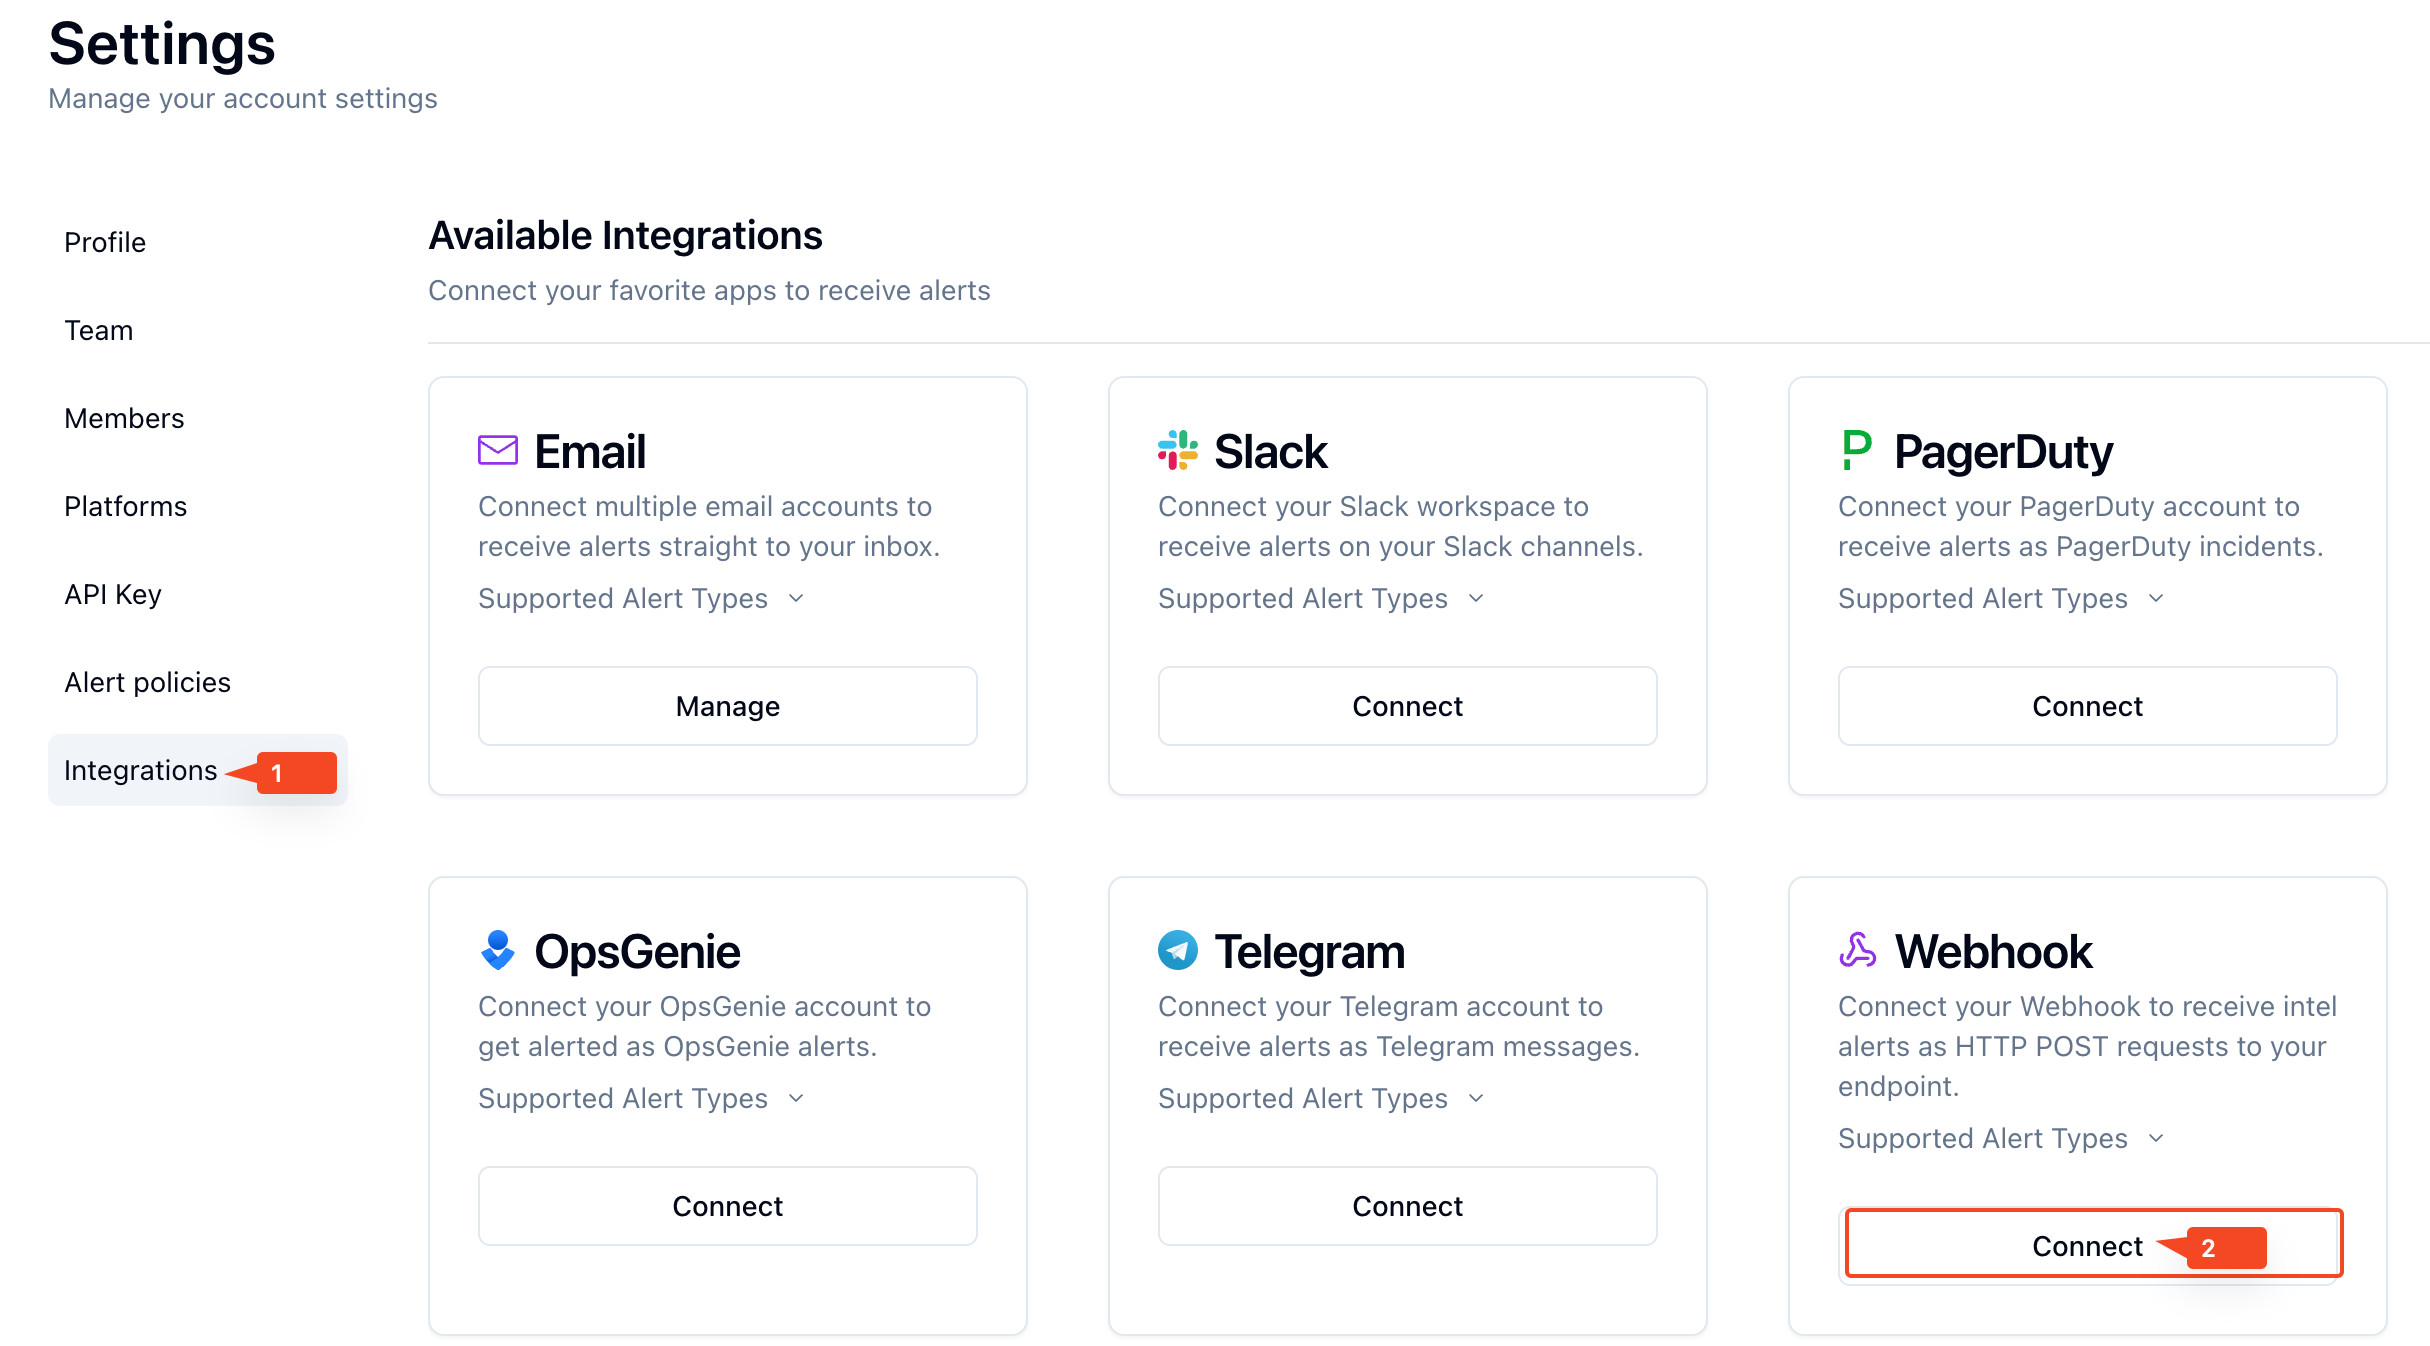 Settings
Manage your account settings
Profile
Team
Members
Platforms
API Key
Alert policies
Integrations
1
Available Integrations
Connect your favorite apps to receive alerts
Email
Connect multiple email accounts to
receive alerts straight to your inbox.
Supported Alert Types
Manage
Slack
Connect your Slack workspace to
receive alerts on your Slack channels.
Supported Alert Types
Connect
PagerDuty
Connect your PagerDuty account to
receive alerts as PagerDuty incidents.
Supported Alert Types
Connect
OpsGenie
Connect your OpsGenie account to
get alerted as OpsGenie alerts.
Supported Alert Types
Connect
Telegram
Connect your Telegram account to
receive alerts as Telegram messages.
Supported Alert Types
Connect
Webhook
Connect your Webhook to receive intel
alerts as HTTP POST requests to your
endpoint.
Supported Alert Types
Connect
2